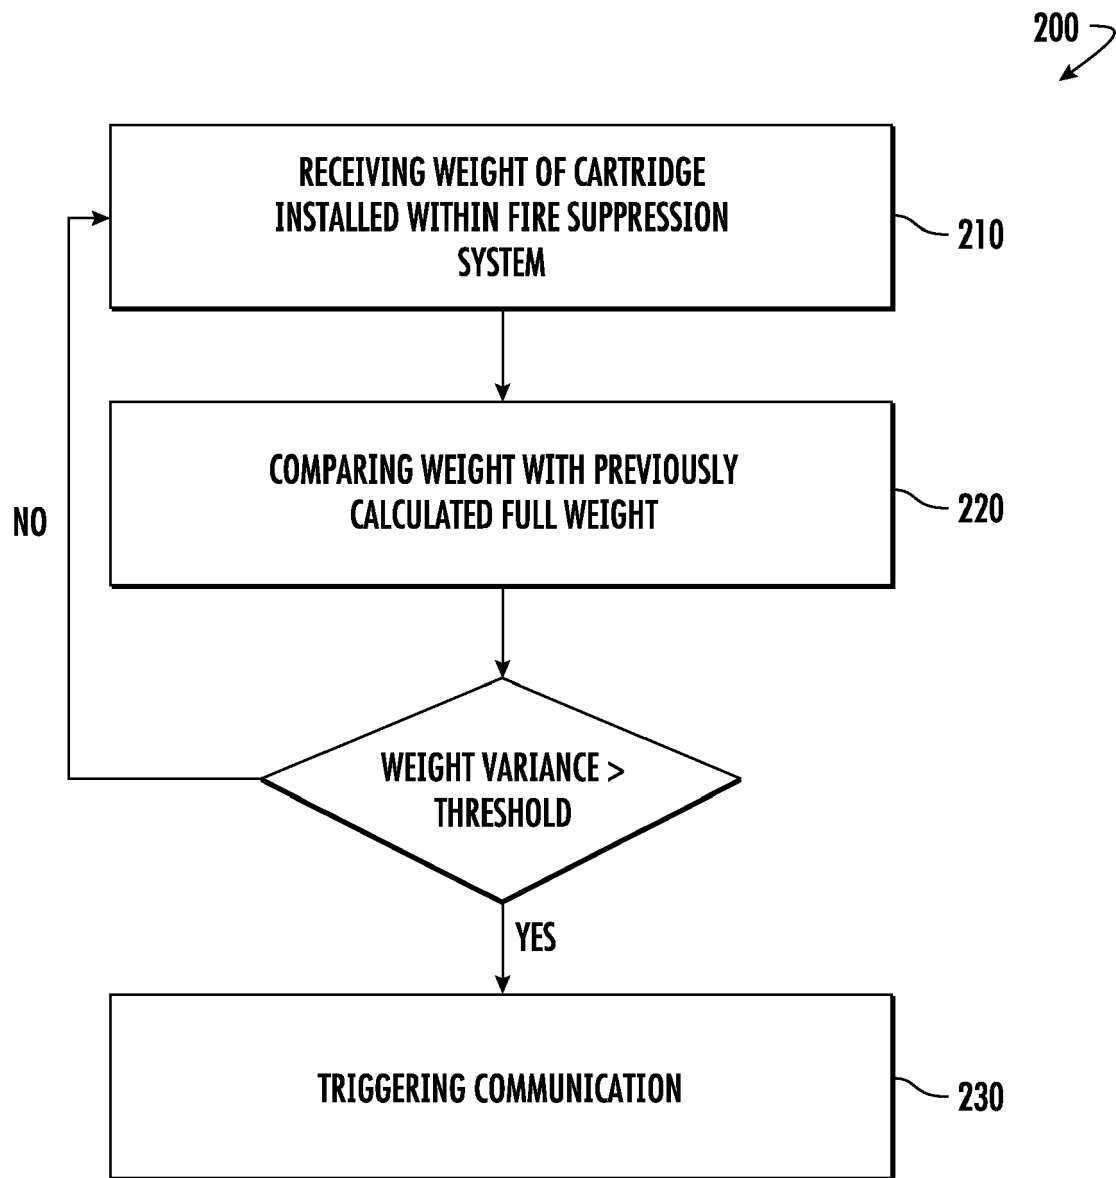 200
RECEIVING WEIGHT OF CARTRIDGE
INSTALLED WITHIN FIRE SUPPRESSION
SYSTEM
210
COMPARING WEIGHT WITH PREVIOUSLY
CALCULATED FULL WEIGHT
220
NO
WEIGHT VARIANCE >
THRESHOLD
YES
TRIGGERING COMMUNICATION
230